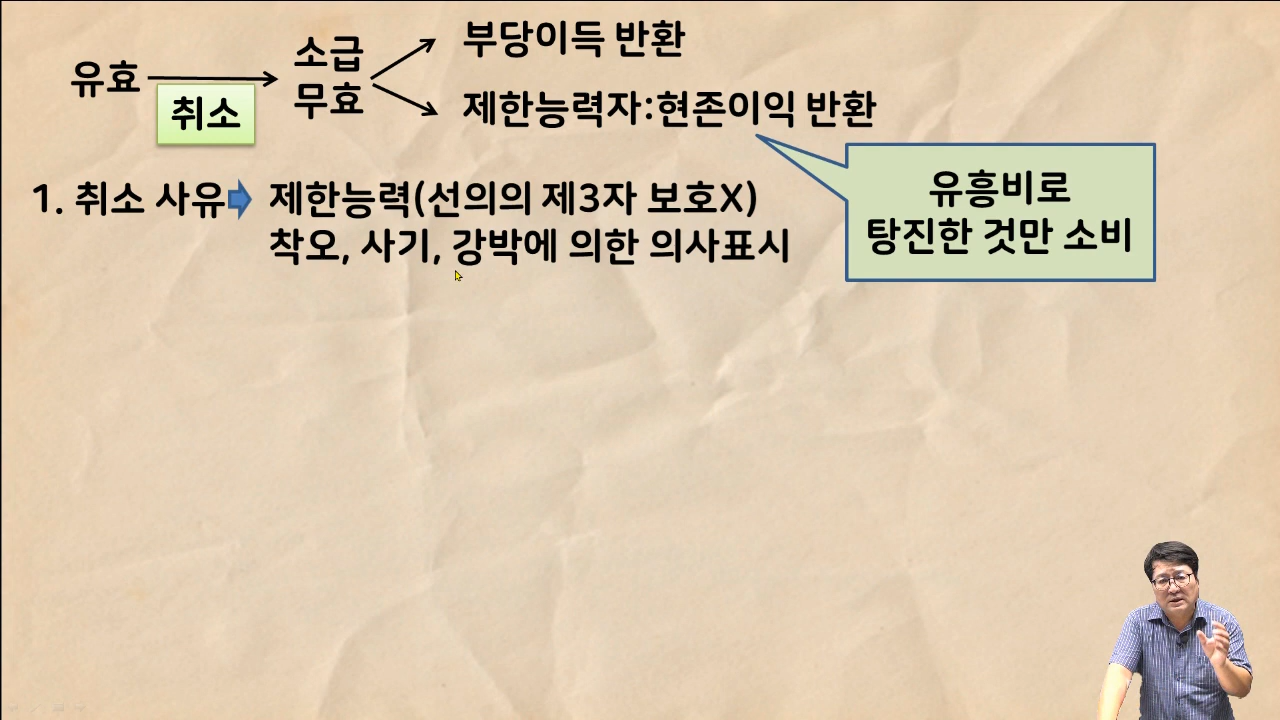 유효
취소
소급
무효
부당이득 반환
제한능력자:현존이익 반환
유흥비로
탕진한 것만 소비
1. 취소 사유 제한능력(선의의 제3자 보호X)
착오, 사기, 강박에 의한 의사표시